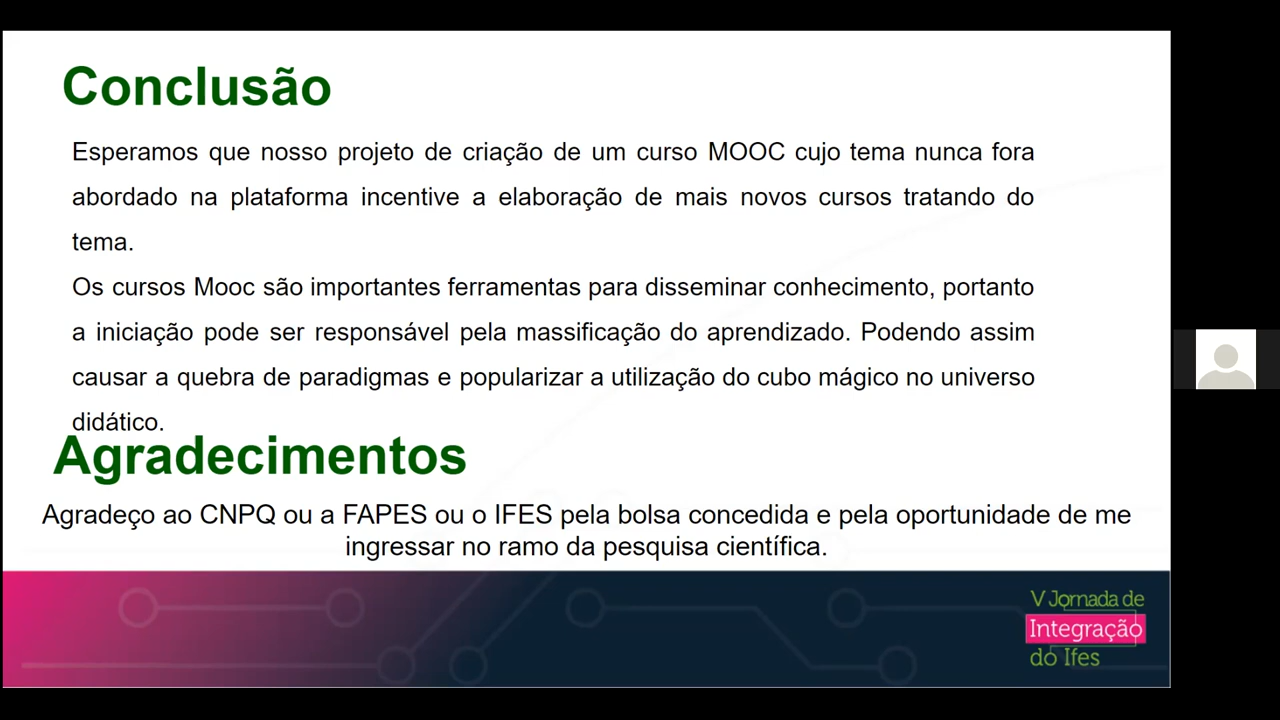 Conclusão
Esperamos que nosso projeto de criação de um curso MOOC cujo tema nunca fora
abordado na plataforma incentive a elaboração de mais novos cursos tratando do
tema.
Os cursos Mooc são importantes ferramentas para disseminar conhecimento, portanto
a iniciação pode ser responsável pela massificação do aprendizado. Podendo assim
causar a quebra de paradigmas e popularizar a utilização do cubo mágico no universo
didático.
Agradecimentos
Agradeço ao CNPQ ou a FAPES ou o IFES pela bolsa concedida e pela oportunidade de me
ingressar no ramo da pesquisa científica.
V Jornada de
Integração
do Ifes